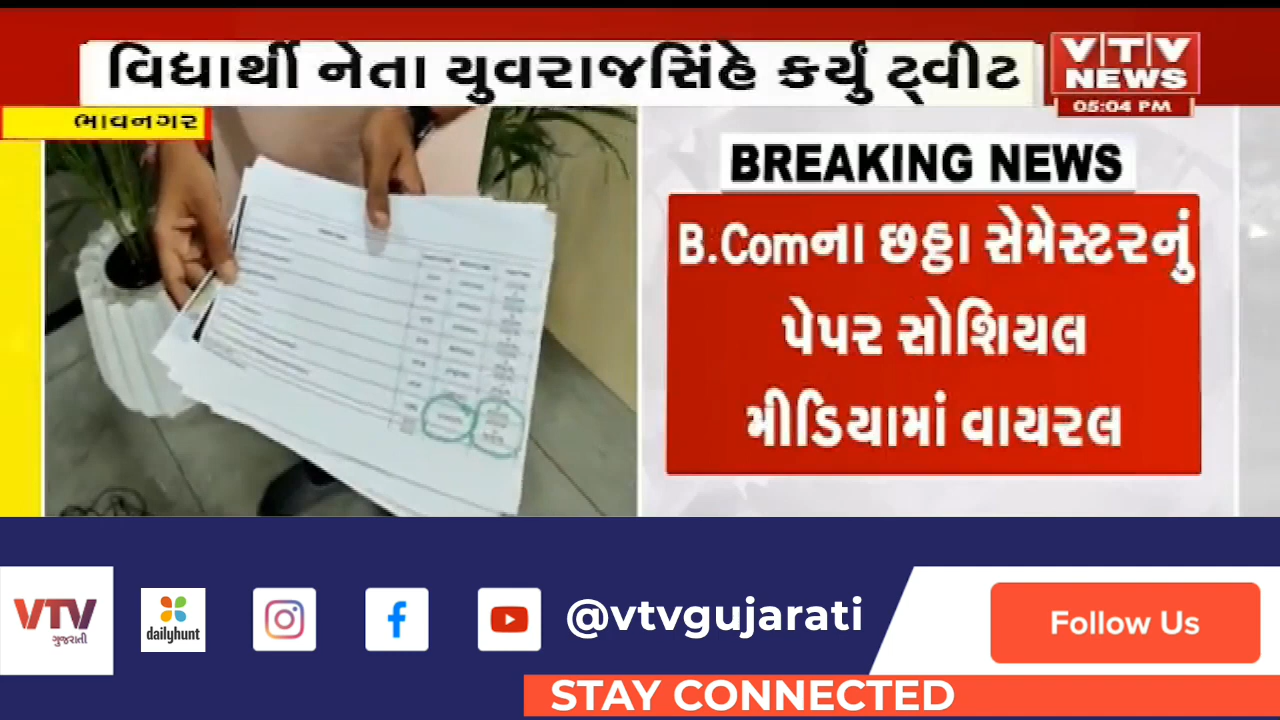 વિદ્યાર્થી નેતા યુવરાજસિંહે કર્યું ટ્વીટ
VTV
NEWS
05:04 PM
ભાવનગર
BREAKING NEWS
B.Comના છઠ્ઠા સેમેસ્ટરનું
પેપર સોશિયલ
મીડિયામાં વાયરલ
VTV
ગુજરાતી
dailyhunt
@vtvgujarati
Follow Us
STAY CONNECTED